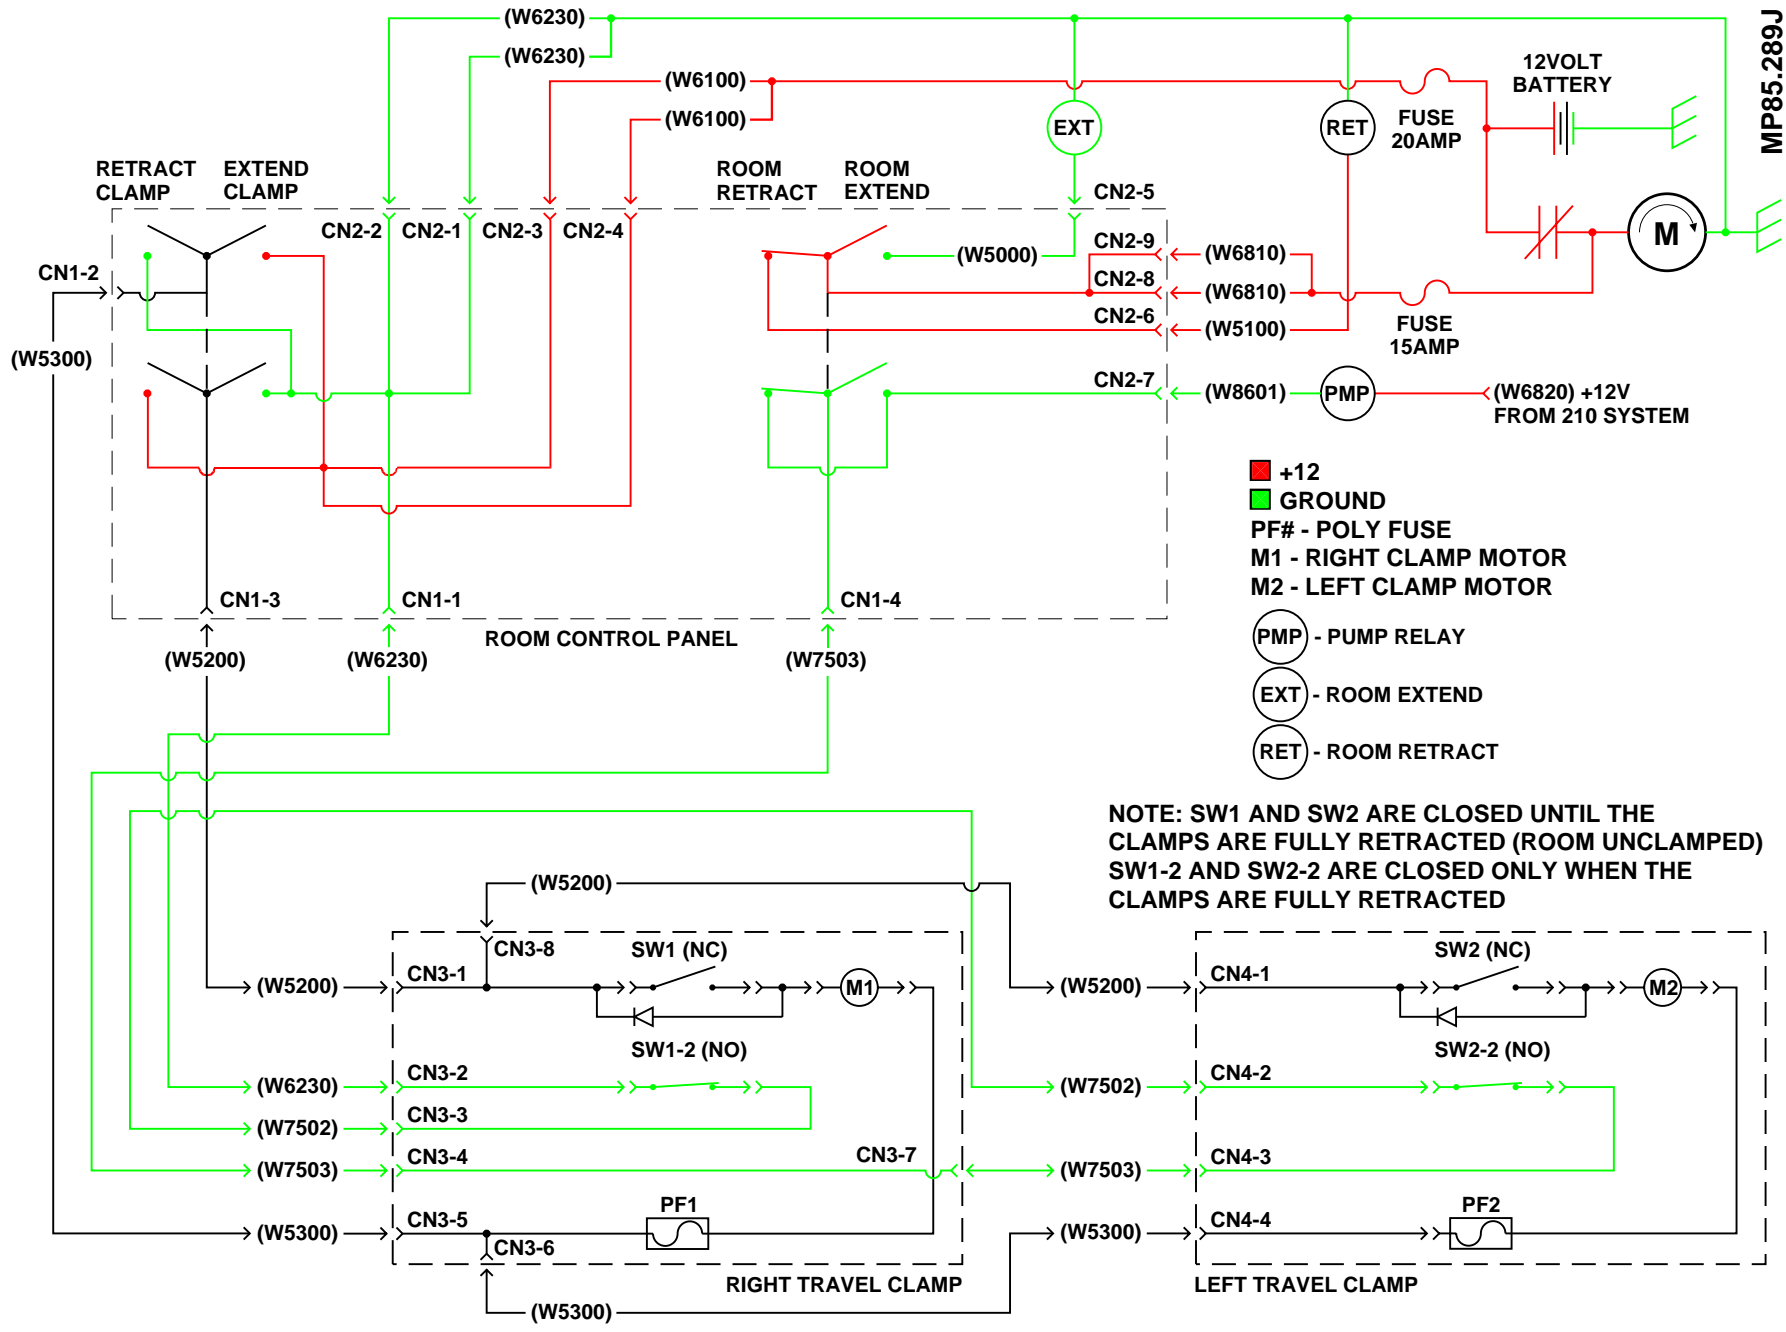 (W6230)
(W6230)
(W6100)
(W6100)
MP85.289J
12VOLT
BATTERY
EXT
RET
FUSE
20AMP
RETRACT
CLAMP
EXTEND
CLAMP
ROOM
RETRACT
ROOM
EXTEND
CN2-5
CN2-2
CN2-1
CN2-3
CN2-4
M
CN2-9
(W5000)
(W6810)
CN1-2
CN2-8
(W6810)
CN2-6
(W5100)
FUSE
15AMP
(W5300)
CN2-7
(W8601)
PMP
(W6820) +12V
FROM 210 SYSTEM
+12
GROUND
PF# - POLY FUSE
M1 - RIGHT CLAMP MOTOR
M2 - LEFT CLAMP MOTOR
CN1-3
CN1-1
CN1-4
ROOM CONTROL PANEL
PMP - PUMP RELAY
(W5200)
(W6230)
(W7503)
EXT - ROOM EXTEND
RET - ROOM RETRACT
NOTE: SW1 AND SW2 ARE CLOSED UNTIL THE
CLAMPS ARE FULLY RETRACTED (ROOM UNCLAMPED)
SW1-2 AND SW2-2 ARE CLOSED ONLY WHEN THE
CLAMPS ARE FULLY RETRACTED
(W5200)
CN3-8
SW1 (NC)
SW2 (NC)
(W5200)
CN3-1
M1
(W5200)
CN4-1
M2
SW1-2 (NO)
SW2-2 (NO)
(W6230)
CN3-2
(W7502)
CN4-2
(W7502)
CN3-3
(W7503)
CN3-4
CN3-7
(W7503)
CN4-3
PF1
PF2
(W5300)
CN3-5
(W5300)
CN4-4
CN3-6
RIGHT TRAVEL CLAMP
LEFT TRAVEL CLAMP
(W5300)